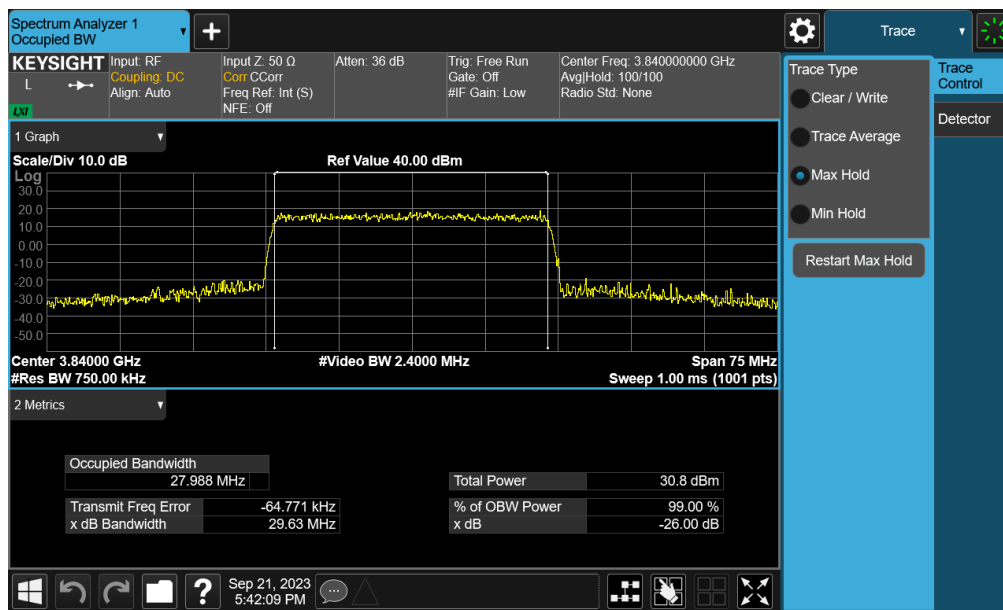 Spectrum Analyzer 1
Occupied BW
+
Trace
KEYSIGHT
L
LXI
Input: RF
Coupling: DC
Align: Auto
Input Z: 50 Ω
Corr CCorr
Freq Ref: Int (S)
NFE: Off
Atten: 36 dB
Trig: Free Run
Gate: Off
#IF Gain: Low
Center Freq: 3.840000000 GHz
Avg|Hold: 100/100
Radio Std: None
Trace Type
Clear / Write
Trace Average
Max Hold
Min Hold
Restart Max Hold
Trace
Control
Detector
1 Graph
Scale/Div 10.0 dB
Ref Value 40.00 dBm
Log
30.0
20.0
10.0
0.00
-10.0
-20.0
-30.0
-40.0
-50.0
Center 3.84000 GHz
#Video BW 2.4000 MHz
Span 75 MHz
#Res BW 750.00 kHz
Sweep 1.00 ms (1001 pts)
2 Metrics
Occupied Bandwidth
27.988 MHz
Total Power 30.8 dBm
Transmit Freq Error -64.771 kHz
% of OBW Power 99.00 %
x dB Bandwidth 29.63 MHz
x dB -26.00 dB
?
Sep 21, 2023
5:42:09 PM